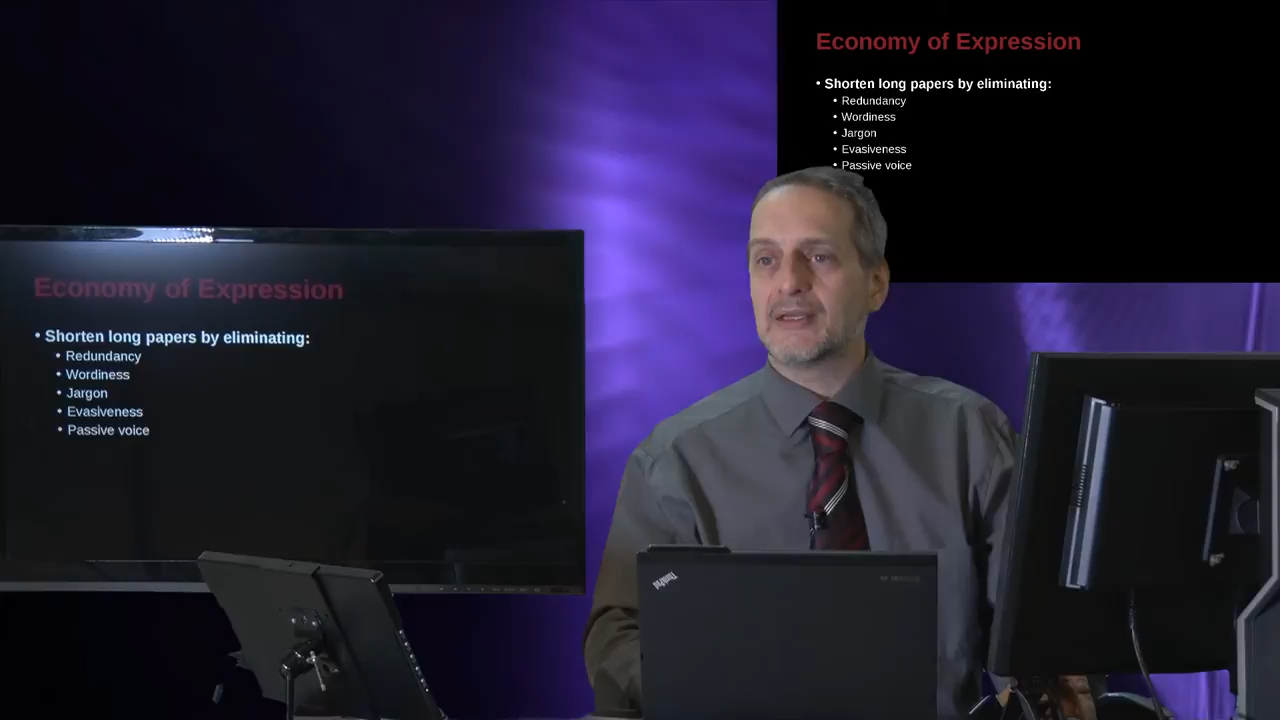 Economy of Expression
• Shorten long papers by eliminating:
• Redundancy
• Wordiness
• Jargon
• Evasiveness
• Passive voice
Economy of Expression
• Shorten long papers by eliminating:
• Redundancy
• Wordiness
• Jargon
• Evasiveness
• Passive voice
ThinkPad